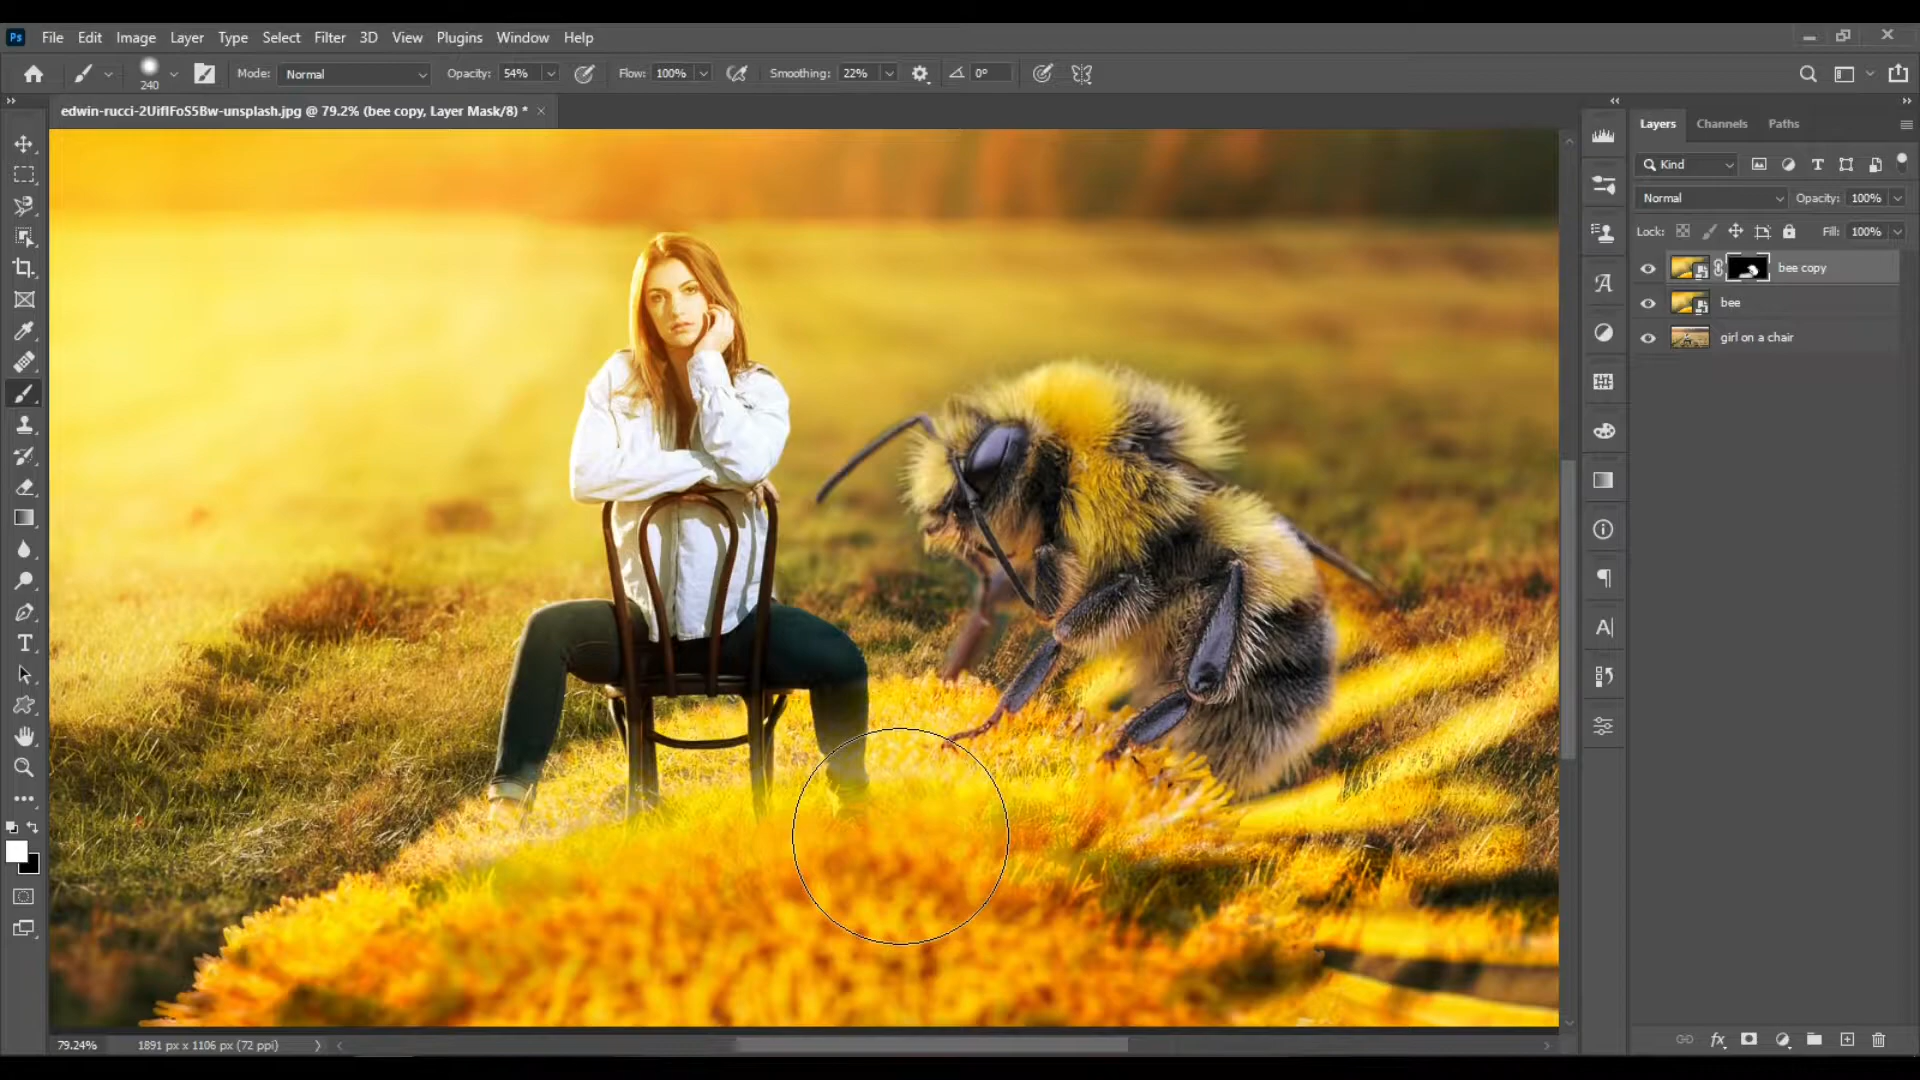 Ps File Edit Image Layer Type Select Filter 3D View Plugins Window Help
240 Mode: Normal Opacity: 54% Flow: 100% Smoothing: 22% 0°
edwin-rucci-2UiflFoS5Bw-unsplash.jpg @ 79.2% (bee copy, Layer Mask/8) *
Layers Channels Paths
Kind
Normal Opacity: 100%
Lock: Fill: 100%
bee copy
bee
girl on a chair
79.24% 1891 px x 1106 px (72 ppi)